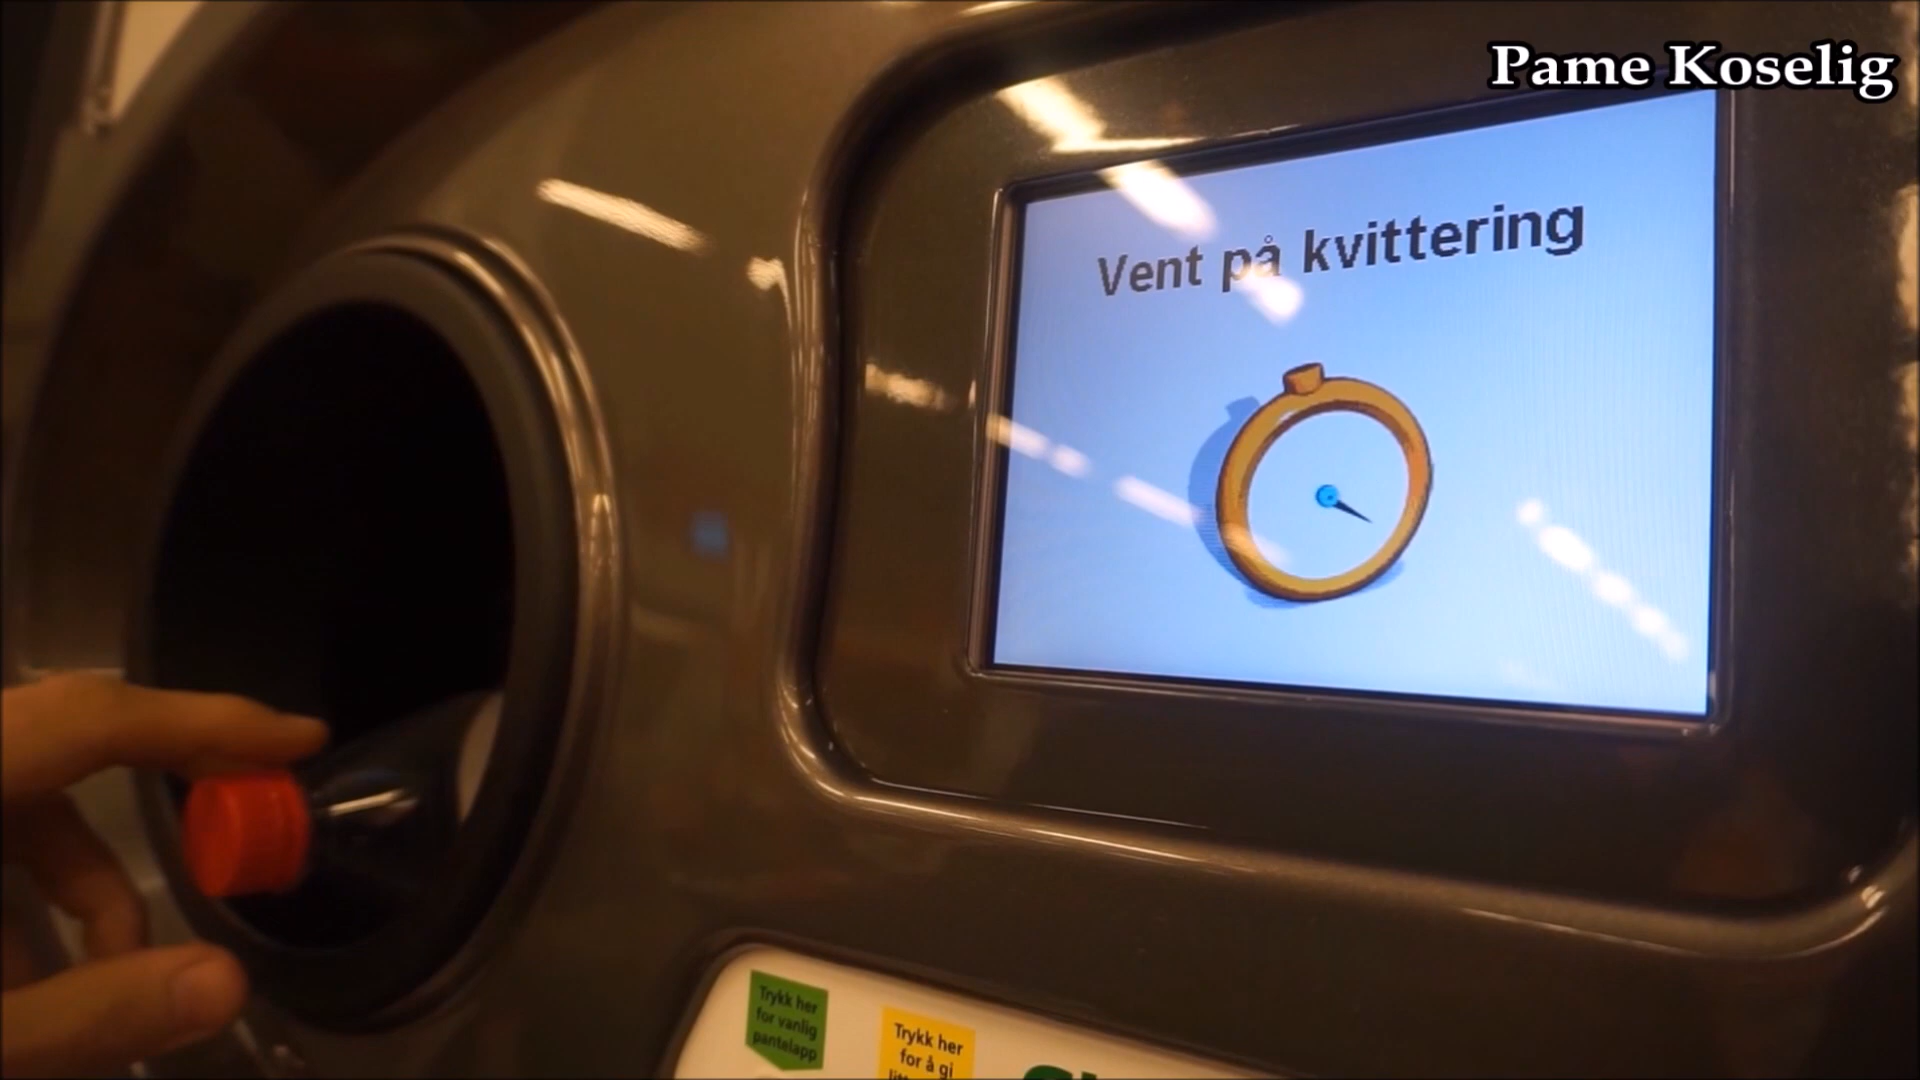 Pame Koselig
Vent på kvittering
Trykk her
for vanlig
pantelapp
Trykk her
for å gi